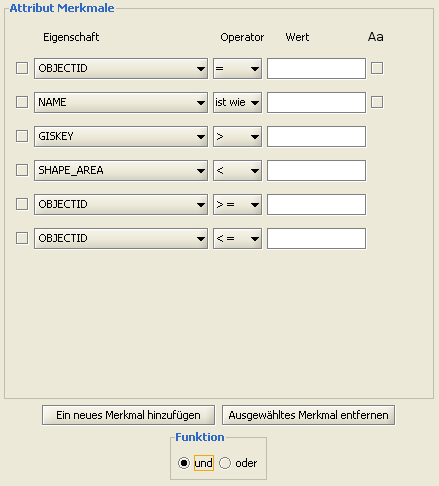 Attribut Merkmale
Eigenschaft Operator Wert Aa
OBJECTID =
NAME ist wie
GISKEY >
SHAPE_AREA <
OBJECTID > =
OBJECTID < =
Ein neues Merkmal hinzufügen Ausgewähltes Merkmal entfernen
Funktion
und oder